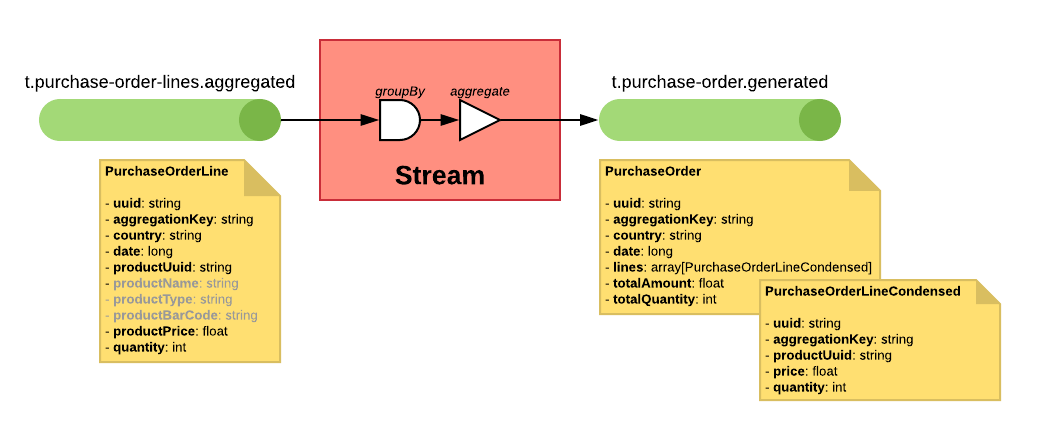 t.purchase-order-lines.aggregated
groupBy
aggregate
Stream
t.purchase-order.generated
PurchaseOrderLine
- uuid: string
- aggregationKey: string
- country: string
- date: long
- productUuid: string
- productName: string
- productType: string
- productBarCode: string
- productPrice: float
- quantity: int
PurchaseOrder
- uuid: string
- aggregationKey: string
- country: string
- date: long
- lines: array[PurchaseOrderLineCondensed]
- totalAmount: float
- totalQuantity: int
PurchaseOrderLineCondensed
- uuid: string
- aggregationKey: string
- productUuid: string
- price: float
- quantity: int